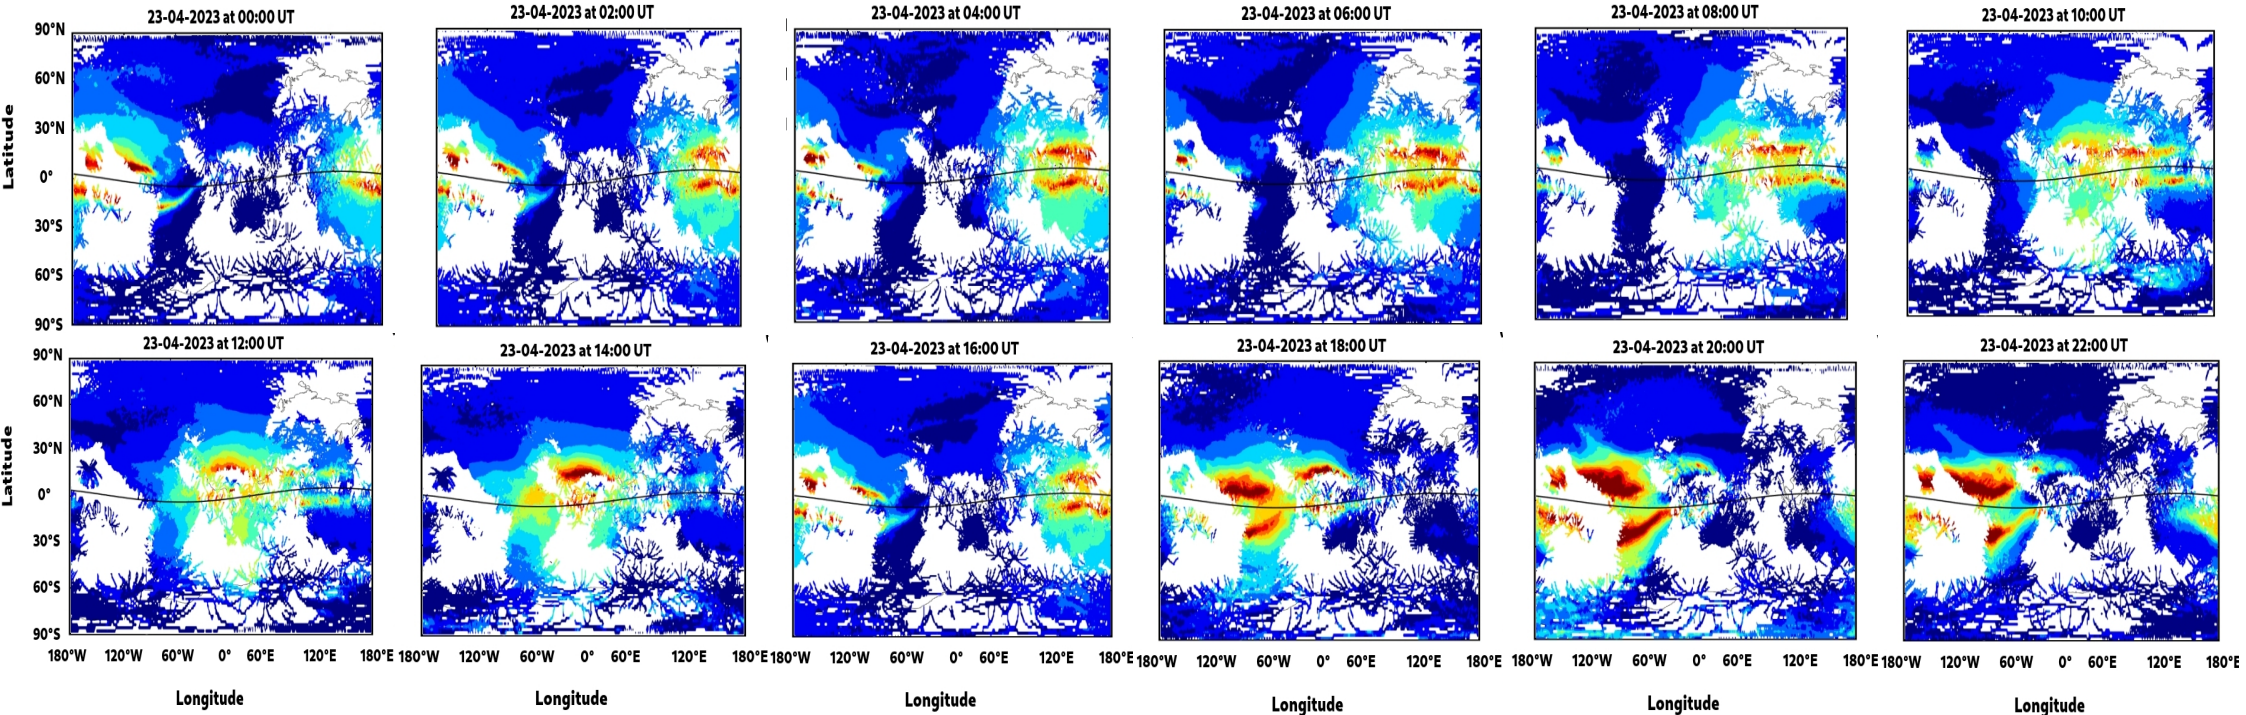 23-04-2023 at 00:00 UT
23-04-2023 at 02:00 UT
23-04-2023 at 04:00 UT
23-04-2023 at 06:00 UT
23-04-2023 at 08:00 UT
23-04-2023 at 10:00 UT
90°N
60°N
30°N
0°
30°S
60°S
90°S
Latitude
23-04-2023 at 12:00 UT
23-04-2023 at 14:00 UT
23-04-2023 at 16:00 UT
23-04-2023 at 18:00 UT
23-04-2023 at 20:00 UT
23-04-2023 at 22:00 UT
90°N
60°N
30°N
0°
30°S
60°S
90°S
Latitude
180°W 120°W 60°W 0° 60°E 120°E 180°E
180°W 120°W 60°W 0° 60°E 120°E 180°E
180°W 120°W 60°W 0° 60°E 120°E 180°E
180°W 120°W 60°W 0° 60°E 120°E 180°E
180°W 120°W 60°W 0° 60°E 120°E 180°E
180°W 120°W 60°W 0° 60°E 120°E 180°E
Longitude
Longitude
Longitude
Longitude
Longitude
Longitude